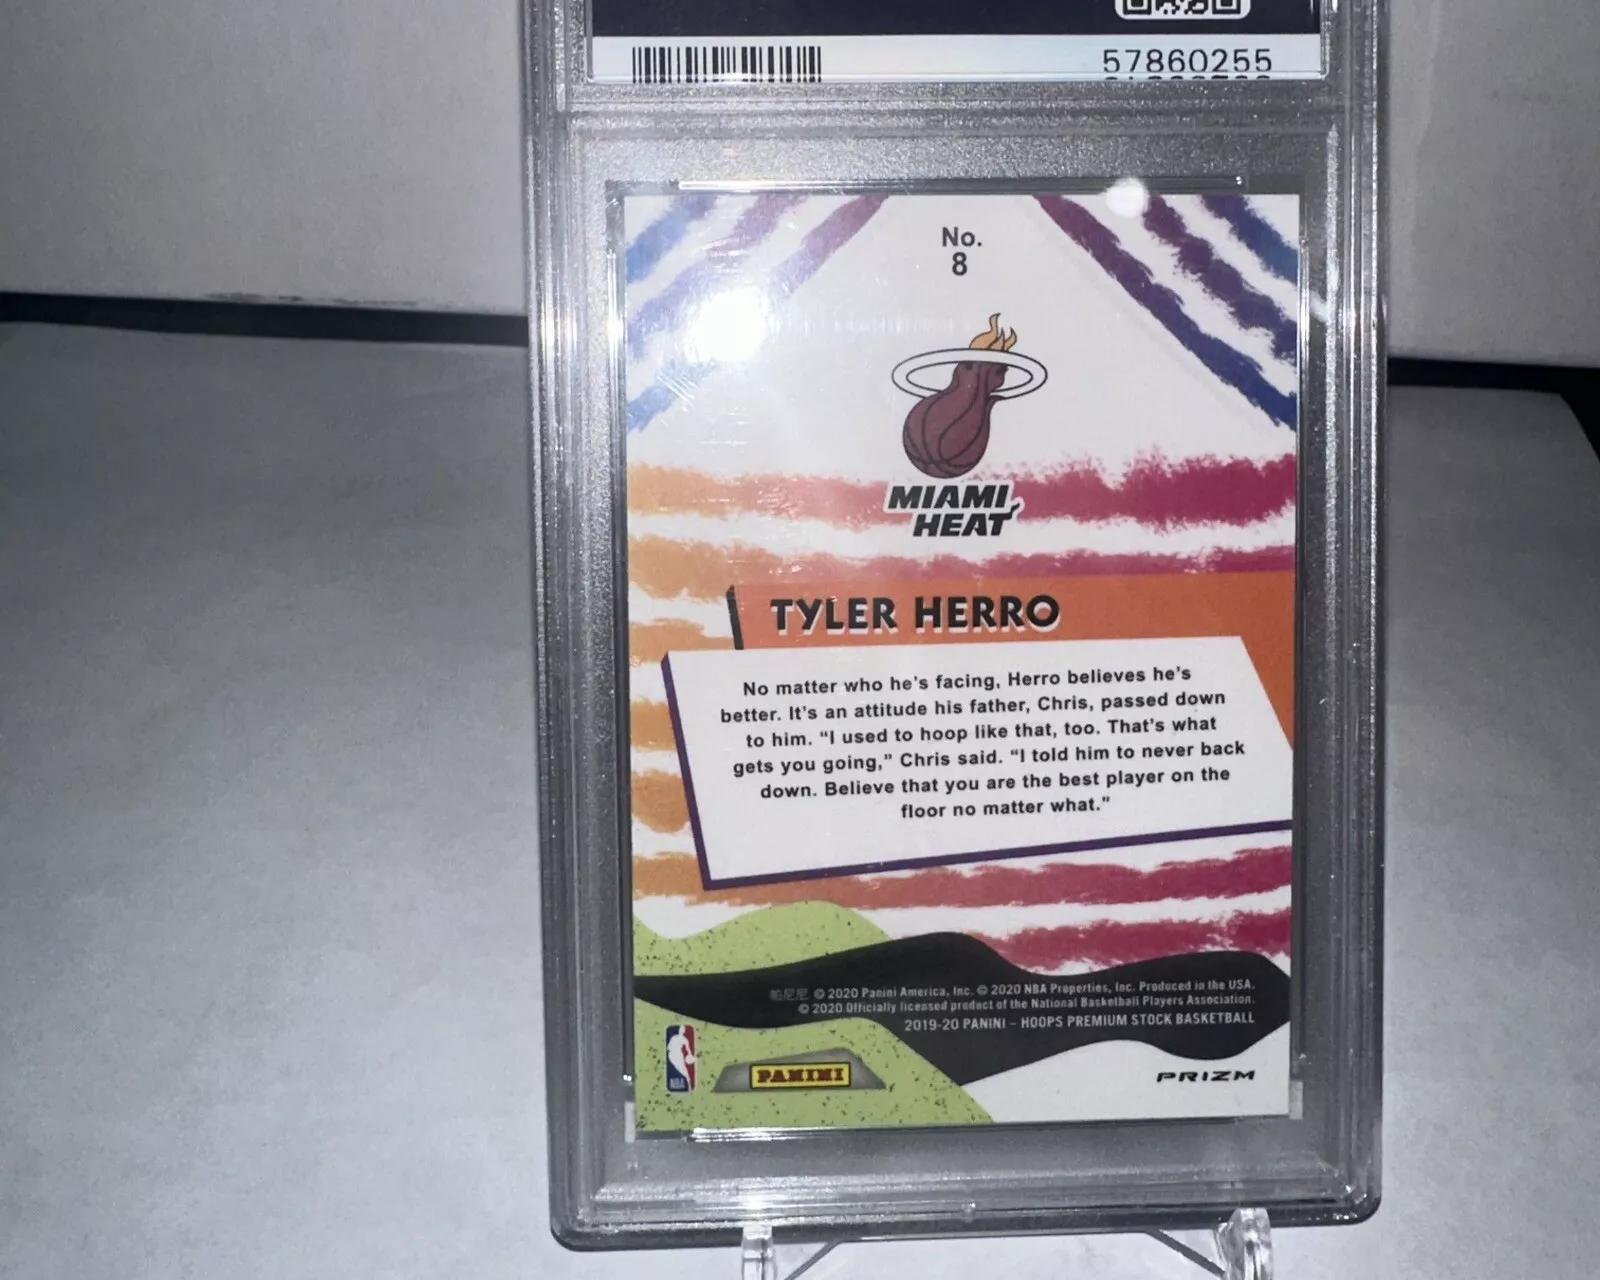 57860255
No.
8
MIAMI
HEAT
TYLER HERRO
No matter who he's facing, Herro believes he's
better. It's an attitude his father, Chris, passed down
to him. “I used to hoop like that, too. That's what
gets you going,” Chris said. “I told him to never back
down. Believe that you are the best player on the
floor no matter what.”
帕尼尼 © 2020 Panini America, Inc. © 2020 NBA Properties, Inc. Produced in the USA.
© 2020 Officially licensed product of the National Basketball Players Association.
2019-20 PANINI – HOOPS PREMIUM STOCK BASKETBALL
NBA
PANINI
PRIZM